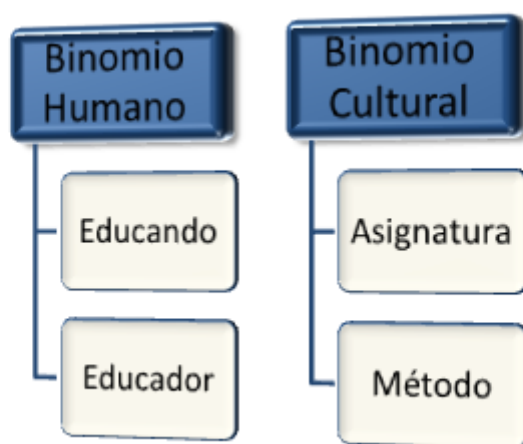 Binomio
Humano
Educando
Educador
Binomio
Cultural
Asignatura
Método